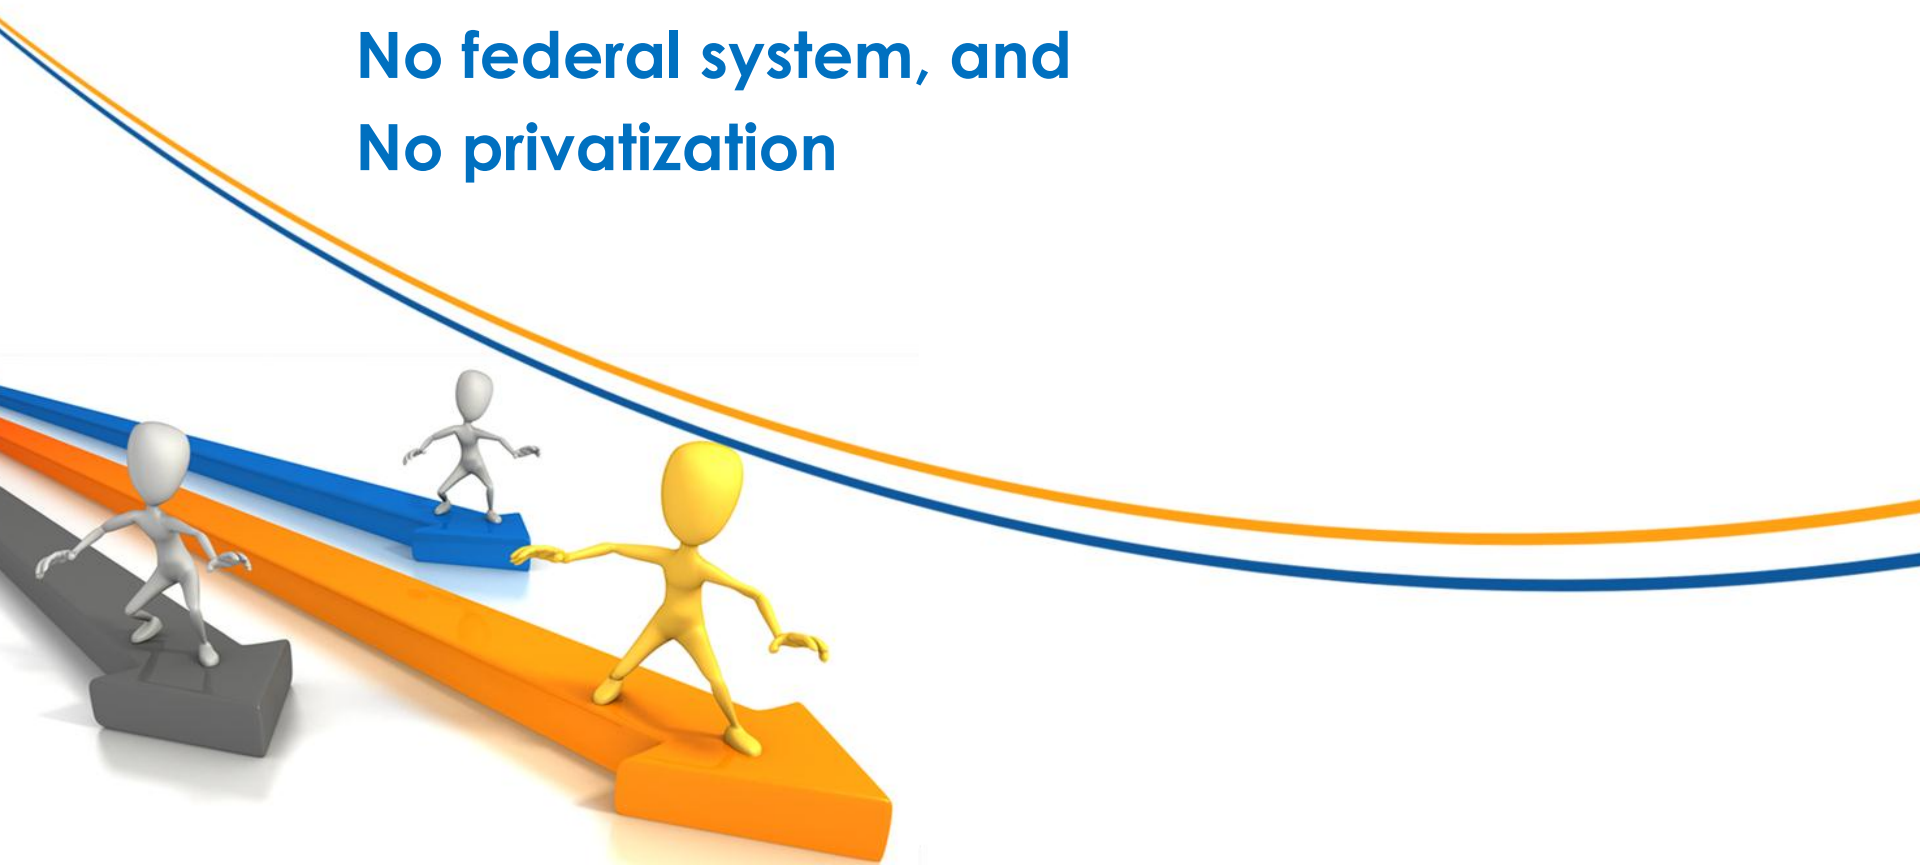 No federal system, and
No privatization